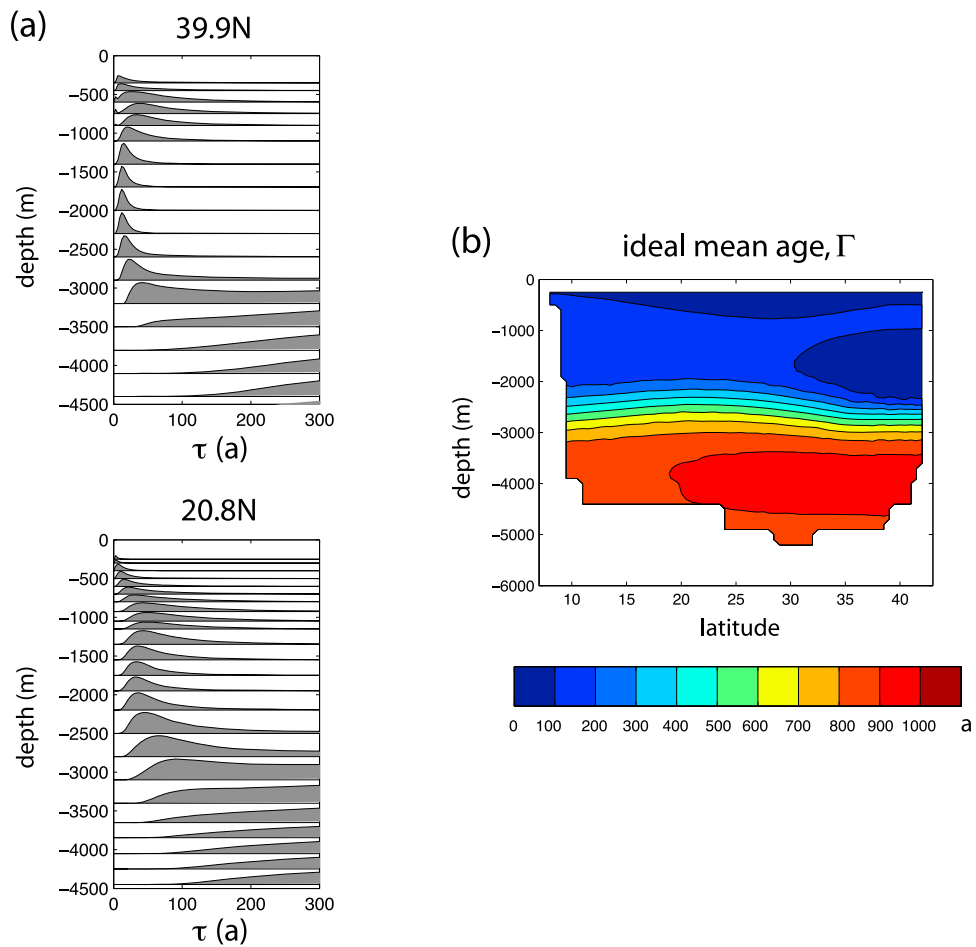 (a)
39.9N
0
−500
−1000
−1500
−2000
−2500
−3000
−3500
−4000
−4500
depth (m)
0 100 200 300
τ (a)
20.8N
0
−500
−1000
−1500
−2000
−2500
−3000
−3500
−4000
−4500
depth (m)
0 100 200 300
τ (a)
(b)
ideal mean age, Γ
0
−1000
−2000
−3000
−4000
−5000
−6000
depth (m)
10 15 20 25 30 35 40
latitude
0 100 200 300 400 500 600 700 800 900 1000 a